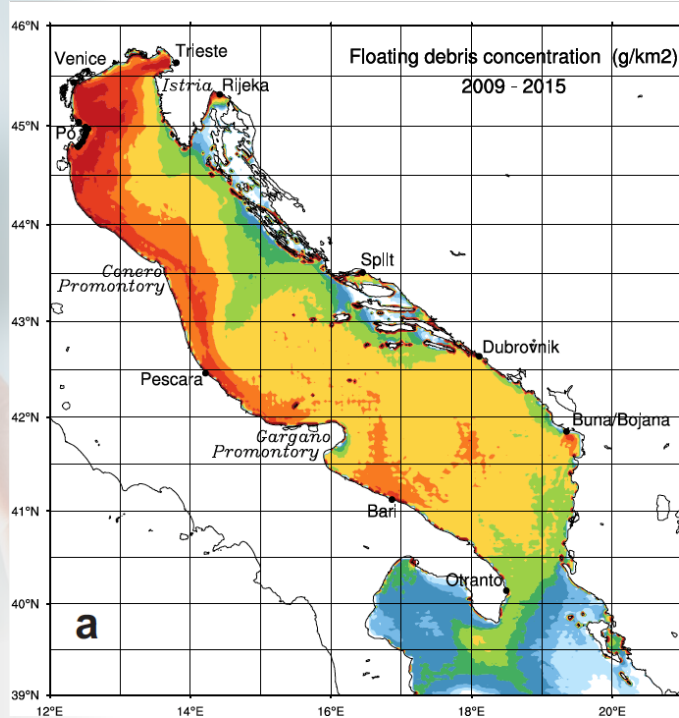 46°N
Venice
Trieste
Floating debris concentration (g/km2)
2009 - 2015
Istria
Rijeka
45°N
Po
44°N
Conero
Promontory
Split
43°N
Dubrovnik
Pescara
42°N
Buna/Bojana
Gargano
Promontory
41°N
Bari
Otranto
40°N
a
39°N
12°E
14°E
16°E
18°E
20°E